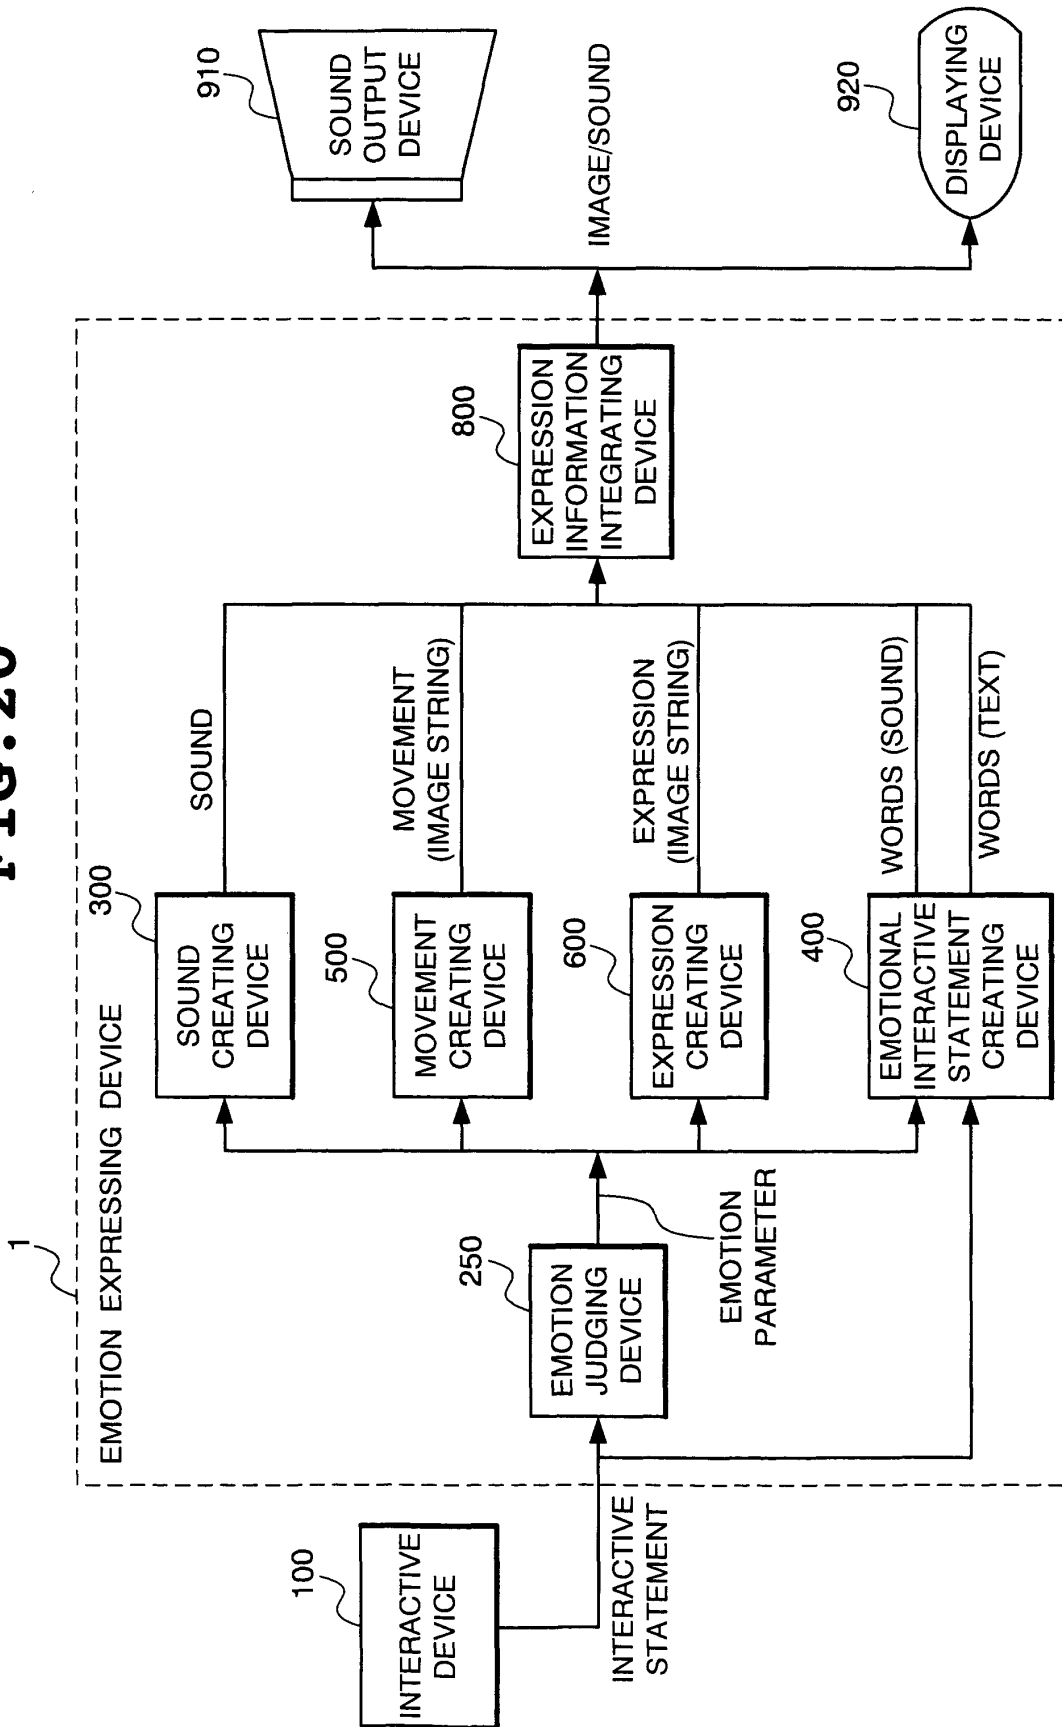 1
EMOTION EXPRESSING DEVICE
100
INTERACTIVE
DEVICE
INTERACTIVE
STATEMENT
250
EMOTION
JUDGING
DEVICE
EMOTION
PARAMETER
300
SOUND
CREATING
DEVICE
SOUND
500
MOVEMENT
CREATING
DEVICE
MOVEMENT
(IMAGE STRING)
600
EXPRESSION
CREATING
DEVICE
EXPRESSION
(IMAGE STRING)
400
EMOTIONAL
INTERACTIVE
STATEMENT
CREATING
DEVICE
WORDS (SOUND)
WORDS (TEXT)
800
EXPRESSION
INFORMATION
INTEGRATING
DEVICE
910
SOUND
OUTPUT
DEVICE
IMAGE/SOUND
920
DISPLAYING
DEVICE